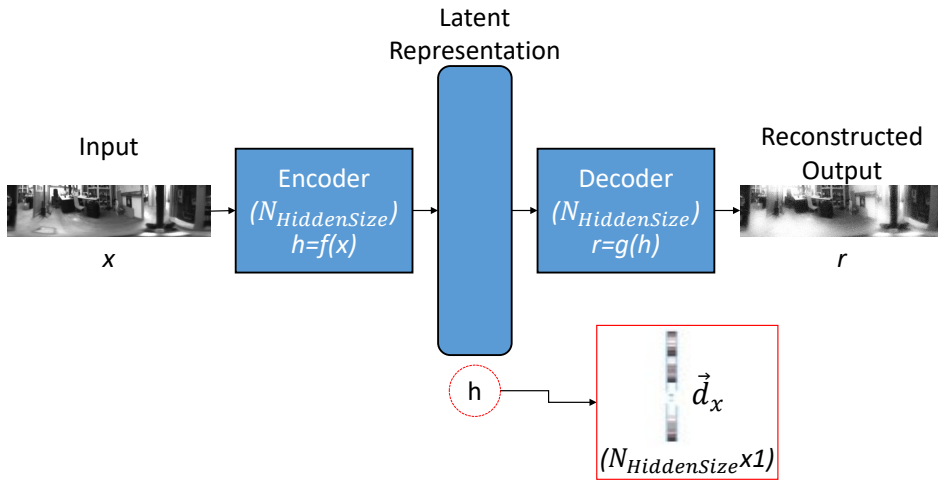 Latent
Representation
Input
x
Encoder
(N_HiddenSize)
h=f(x)
Decoder
(N_HiddenSize)
r=g(h)
Reconstructed
Output
r
h
d⃗_x
(N_HiddenSize x1)